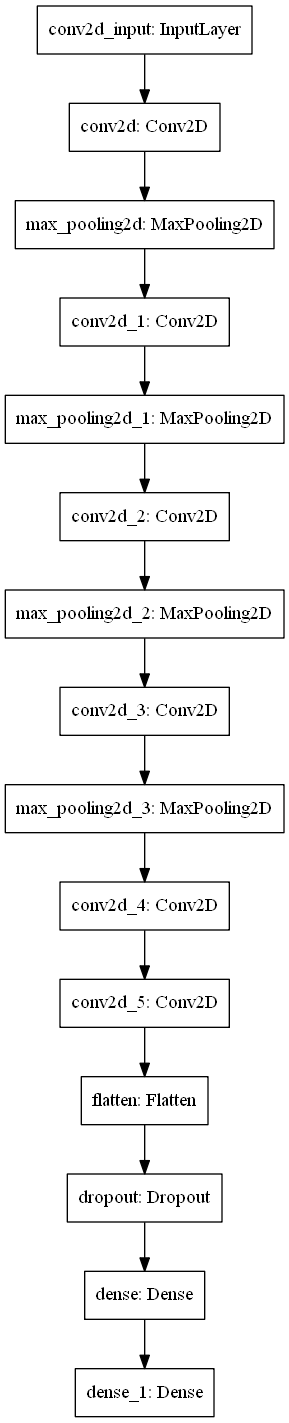 conv2d_input: InputLayer
conv2d: Conv2D
max_pooling2d: MaxPooling2D
conv2d_1: Conv2D
max_pooling2d_1: MaxPooling2D
conv2d_2: Conv2D
max_pooling2d_2: MaxPooling2D
conv2d_3: Conv2D
max_pooling2d_3: MaxPooling2D
conv2d_4: Conv2D
conv2d_5: Conv2D
flatten: Flatten
dropout: Dropout
dense: Dense
dense_1: Dense